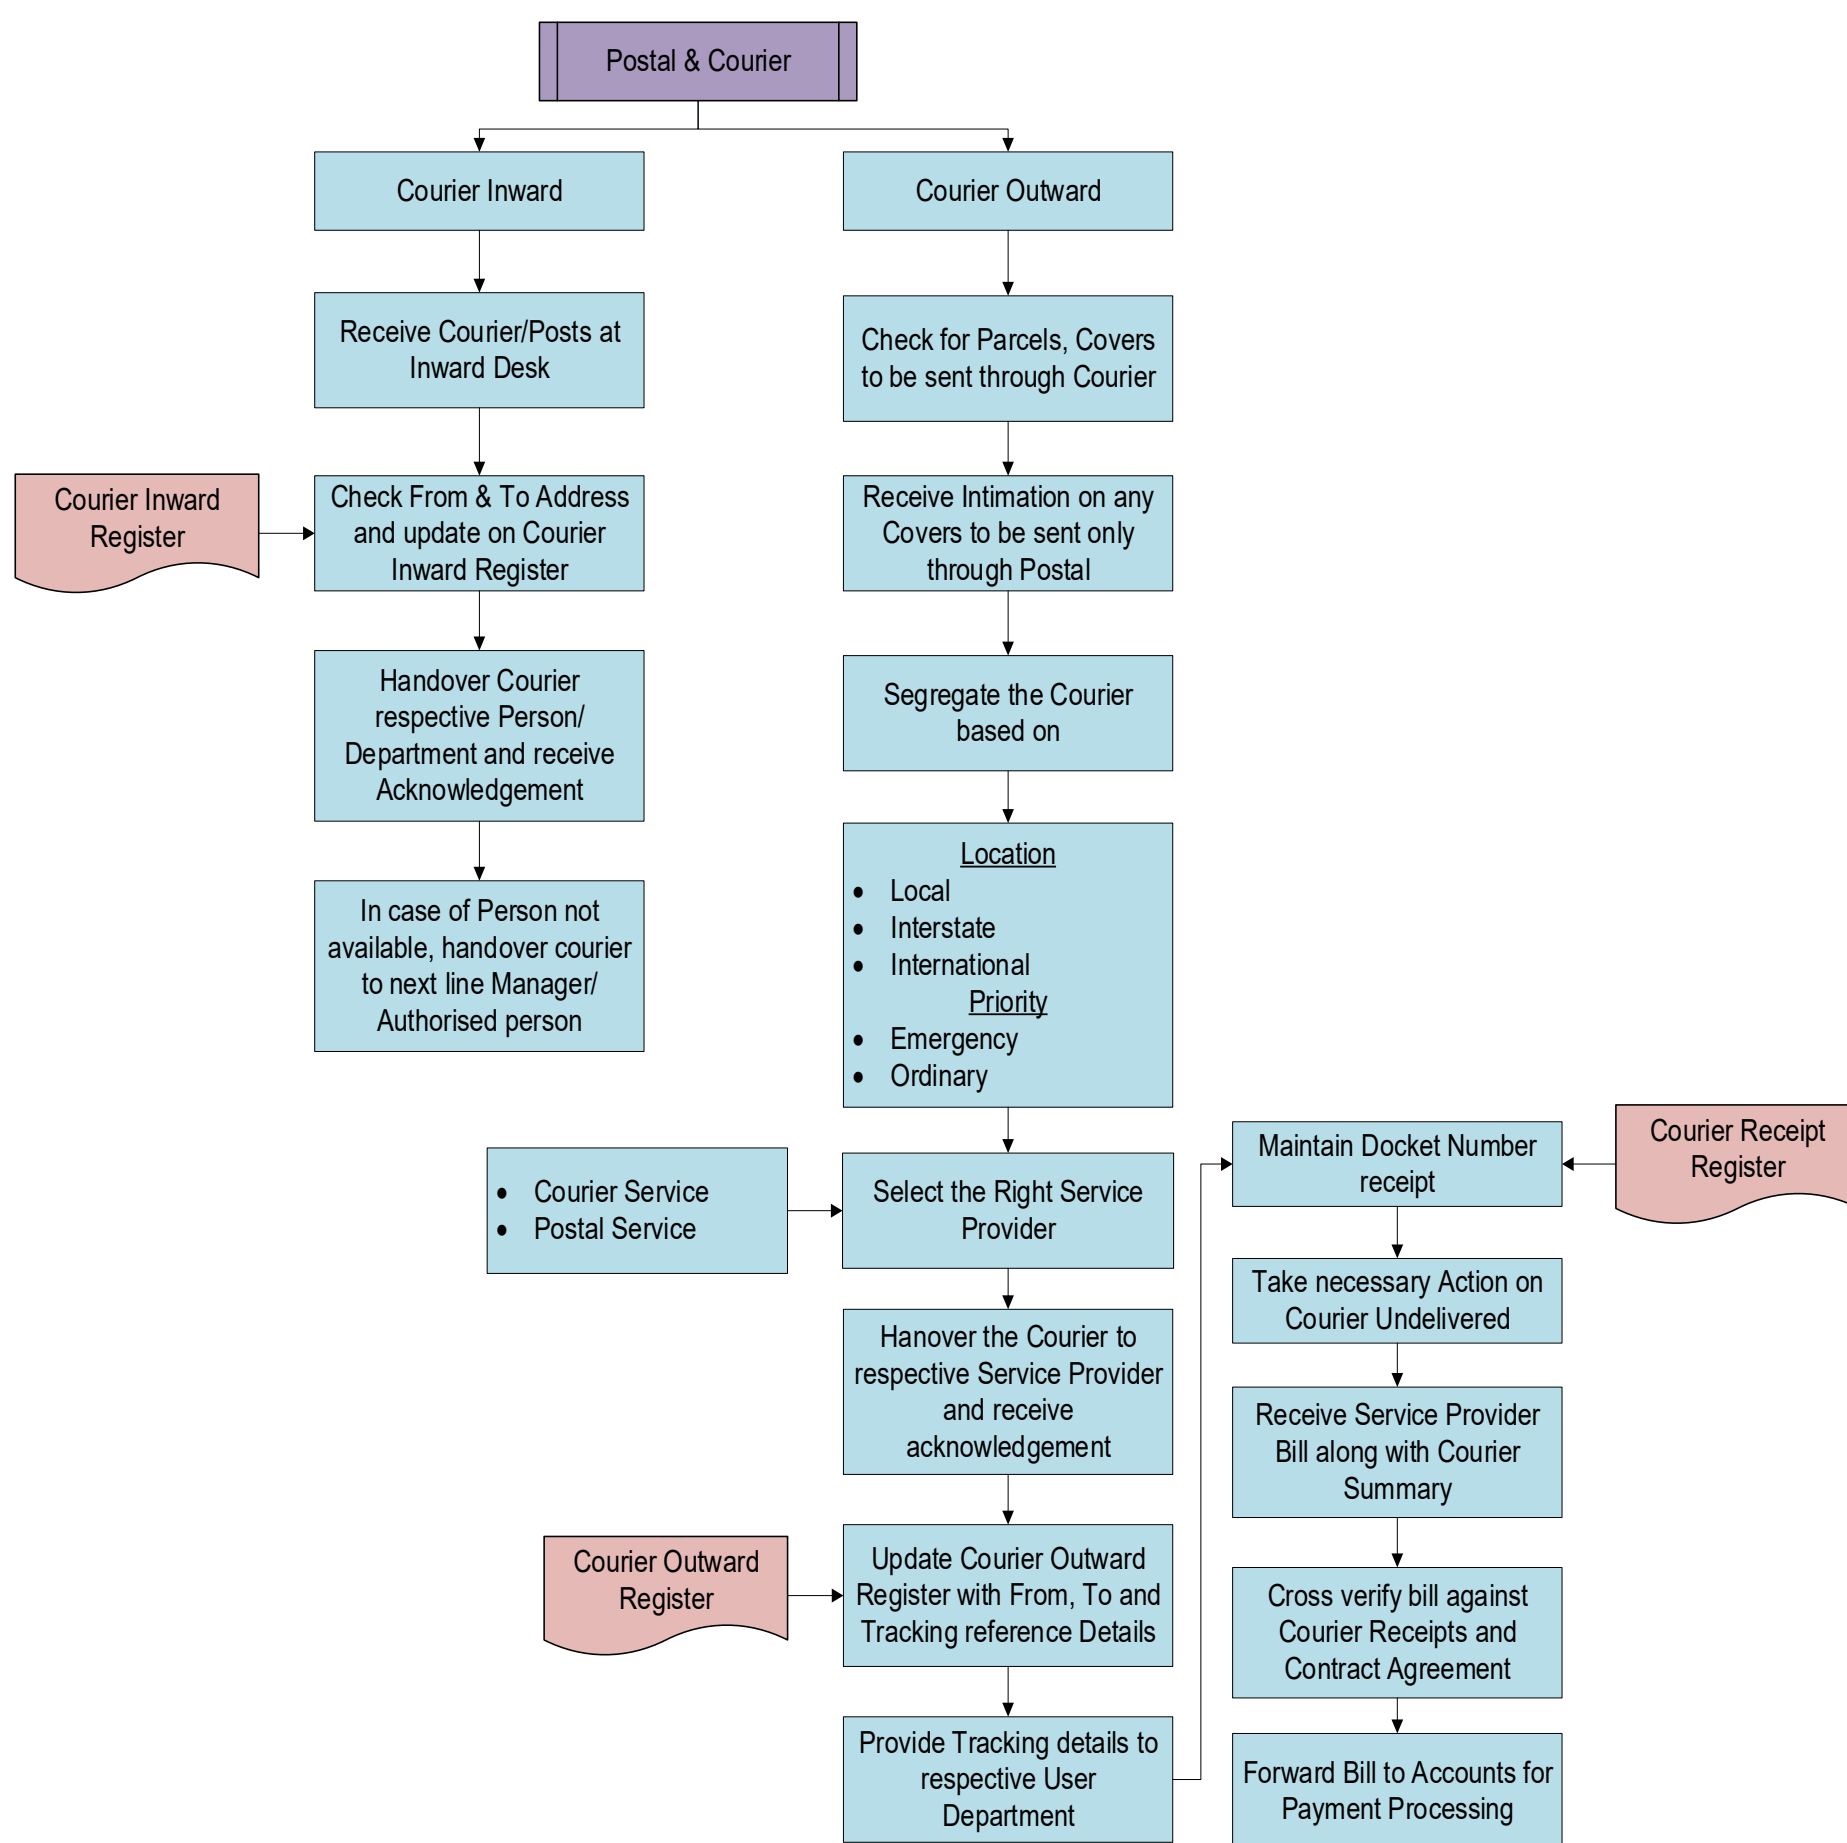 Postal & Courier
Courier Inward
Courier Outward
Receive Courier/Posts at
Inward Desk
Check for Parcels, Covers
to be sent through Courier
Courier Inward
Register
Check From & To Address
and update on Courier
Inward Register
Receive Intimation on any
Covers to be sent only
through Postal
Handover Courier
respective Person/
Department and receive
Acknowledgement
Segregate the Courier
based on
In case of Person not
available, handover courier
to next line Manager/
Authorised person
Location
• Local
• Interstate
• International
Priority
• Emergency
• Ordinary
• Courier Service
• Postal Service
Select the Right Service
Provider
Hanover the Courier to
respective Service Provider
and receive
acknowledgement
Courier Outward
Register
Update Courier Outward
Register with From, To and
Tracking reference Details
Provide Tracking details to
respective User
Department
Maintain Docket Number
receipt
Courier Receipt
Register
Take necessary Action on
Courier Undelivered
Receive Service Provider
Bill along with Courier
Summary
Cross verify bill against
Courier Receipts and
Contract Agreement
Forward Bill to Accounts for
Payment Processing